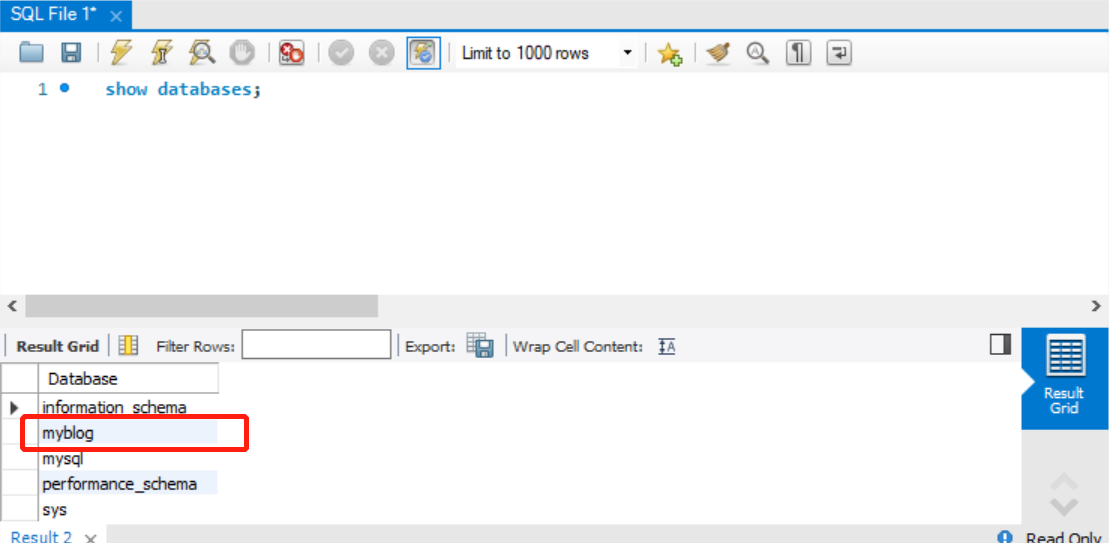 SQL File 1*
Limit to 1000 rows
1 show databases;
Result Grid Filter Rows: Export: Wrap Cell Content:
Database
information_schema
myblog
mysql
performance_schema
sys
Result
Grid
Result 2
Read Only